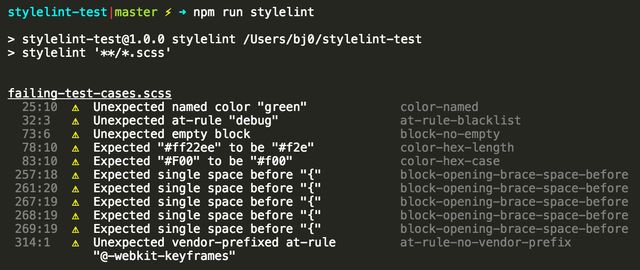 stylelint-test|master ⚡ ➜ npm run stylelint
> stylelint-test@1.0.0 stylelint /Users/bj0/stylelint-test
> stylelint '**/*.scss'
failing-test-cases.scss
25:10 ⚠ Unexpected named color "green" color-named
32:3 ⚠ Unexpected at-rule "debug" at-rule-blacklist
73:6 ⚠ Unexpected empty block block-no-empty
78:10 ⚠ Expected "#ff22ee" to be "#f2e" color-hex-length
83:10 ⚠ Expected "#F00" to be "#f00" color-hex-case
257:18 ⚠ Expected single space before "{" block-opening-brace-space-before
261:20 ⚠ Expected single space before "{" block-opening-brace-space-before
267:19 ⚠ Expected single space before "{" block-opening-brace-space-before
268:19 ⚠ Expected single space before "{" block-opening-brace-space-before
269:19 ⚠ Expected single space before "{" block-opening-brace-space-before
314:1 ⚠ Unexpected vendor-prefixed at-rule at-rule-no-vendor-prefix
"@-webkit-keyframes"